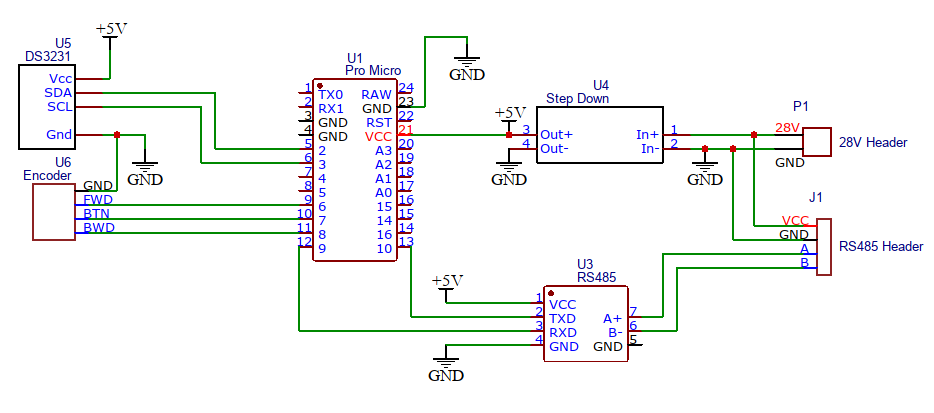 U5
DS3231
+5V
Vcc
SDA
SCL
Gnd
GND
U6
Encoder
GND
FWD
BTN
BWD
U1
Pro Micro
1 TX0 RAW 24
2 RX1 GND 23
3 GND RST 22
4 GND VCC 21
5 2 A3 20
6 3 A2 19
7 4 A1 18
8 5 A0 17
9 6 15 16
10 7 14 15
11 8 16 14
12 9 10 13
GND
U4
Step Down
+5V
3 Out+ In+ 1
4 Out- In- 2
GND
GND
P1
28V
GND
28V Header
J1
VCC
GND
A
B
RS485 Header
U3
RS485
+5V
1 VCC
2 TXD A+ 7
3 RXD B- 6
4 GND GND 5
GND